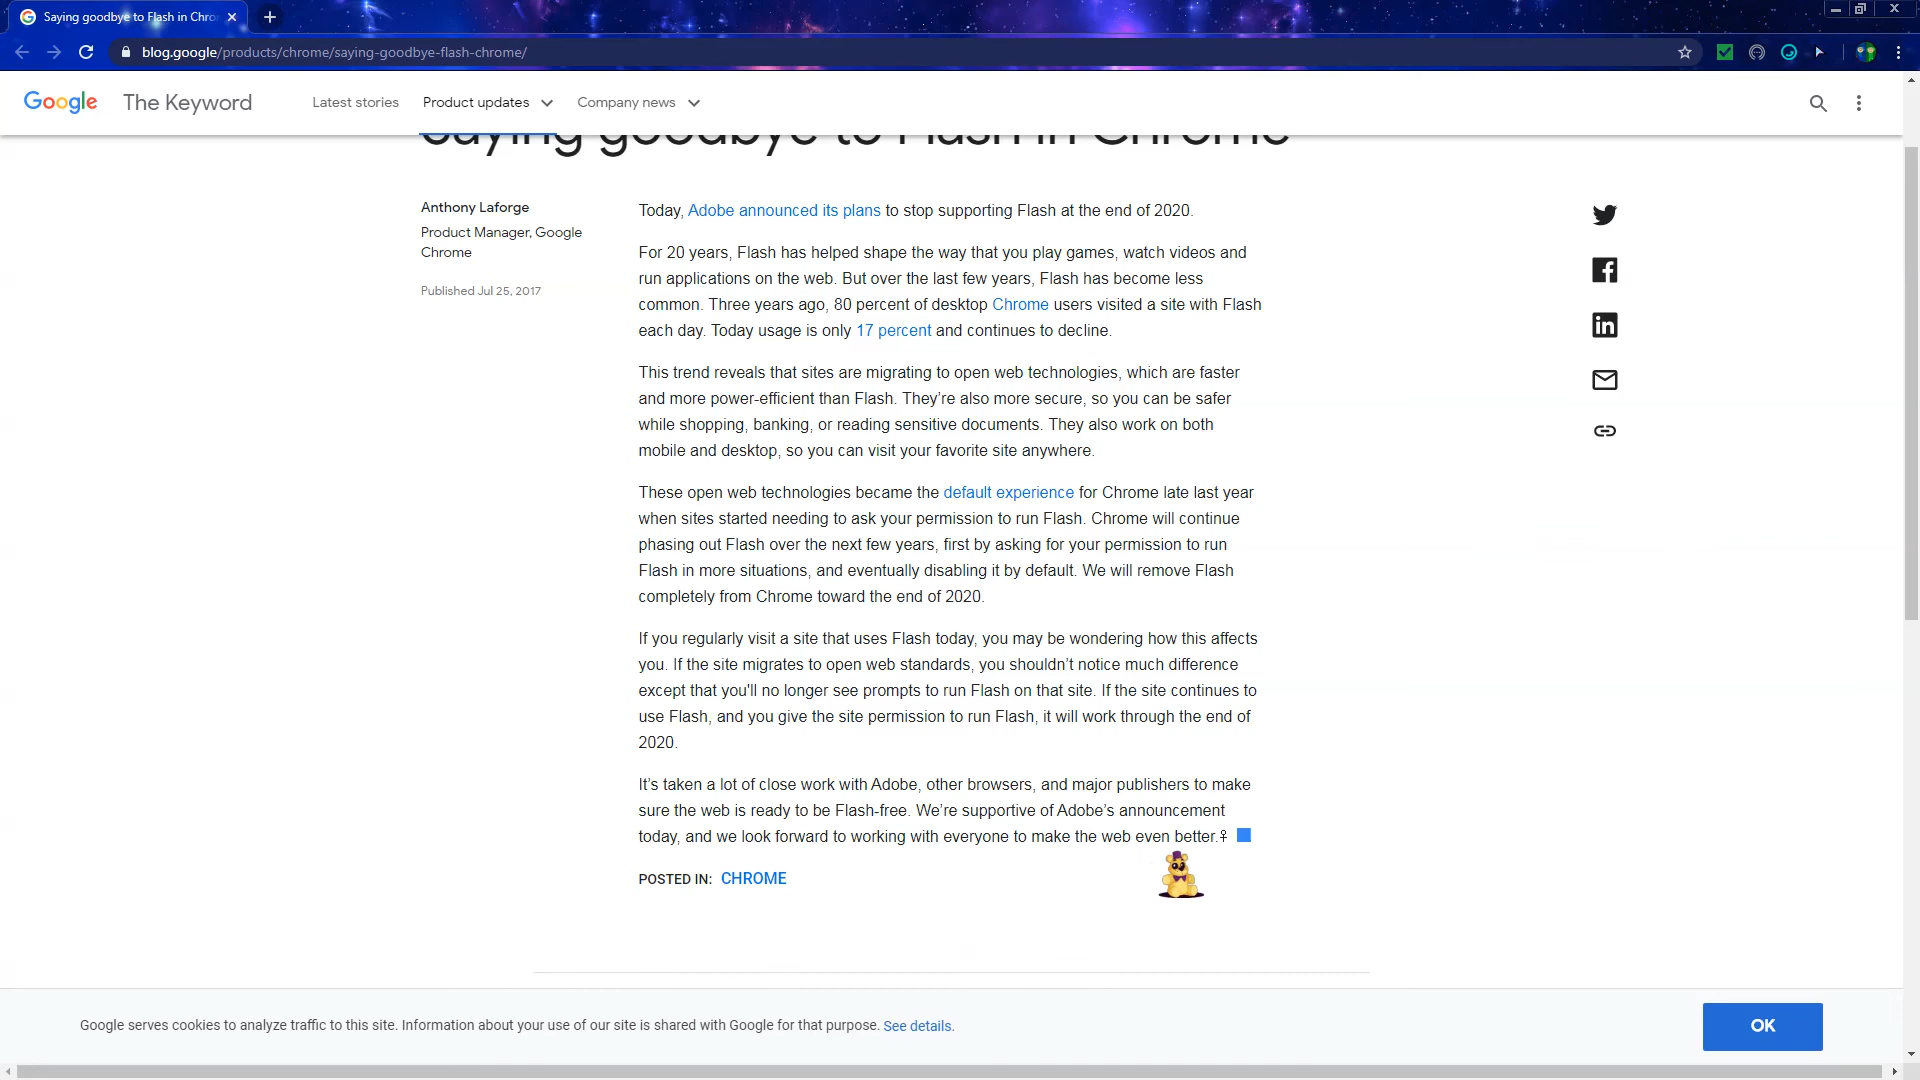 Saying goodbye to Flash in Chro
blog.google/products/chrome/saying-goodbye-flash-chrome/
Google The Keyword Latest stories Product updates Company news
Saying goodbye to Flash in Chrome
Anthony Laforge
Product Manager, Google
Chrome
Published Jul 25, 2017
Today, Adobe announced its plans to stop supporting Flash at the end of 2020.
For 20 years, Flash has helped shape the way that you play games, watch videos and
run applications on the web. But over the last few years, Flash has become less
common. Three years ago, 80 percent of desktop Chrome users visited a site with Flash
each day. Today usage is only 17 percent and continues to decline.
This trend reveals that sites are migrating to open web technologies, which are faster
and more power-efficient than Flash. They’re also more secure, so you can be safer
while shopping, banking, or reading sensitive documents. They also work on both
mobile and desktop, so you can visit your favorite site anywhere.
These open web technologies became the default experience for Chrome late last year
when sites started needing to ask your permission to run Flash. Chrome will continue
phasing out Flash over the next few years, first by asking for your permission to run
Flash in more situations, and eventually disabling it by default. We will remove Flash
completely from Chrome toward the end of 2020.
If you regularly visit a site that uses Flash today, you may be wondering how this affects
you. If the site migrates to open web standards, you shouldn’t notice much difference
except that you'll no longer see prompts to run Flash on that site. If the site continues to
use Flash, and you give the site permission to run Flash, it will work through the end of
2020.
It’s taken a lot of close work with Adobe, other browsers, and major publishers to make
sure the web is ready to be Flash-free. We’re supportive of Adobe’s announcement
today, and we look forward to working with everyone to make the web even better.‍♀
POSTED IN: CHROME
Google serves cookies to analyze traffic to this site. Information about your use of our site is shared with Google for that purpose. See details.
OK